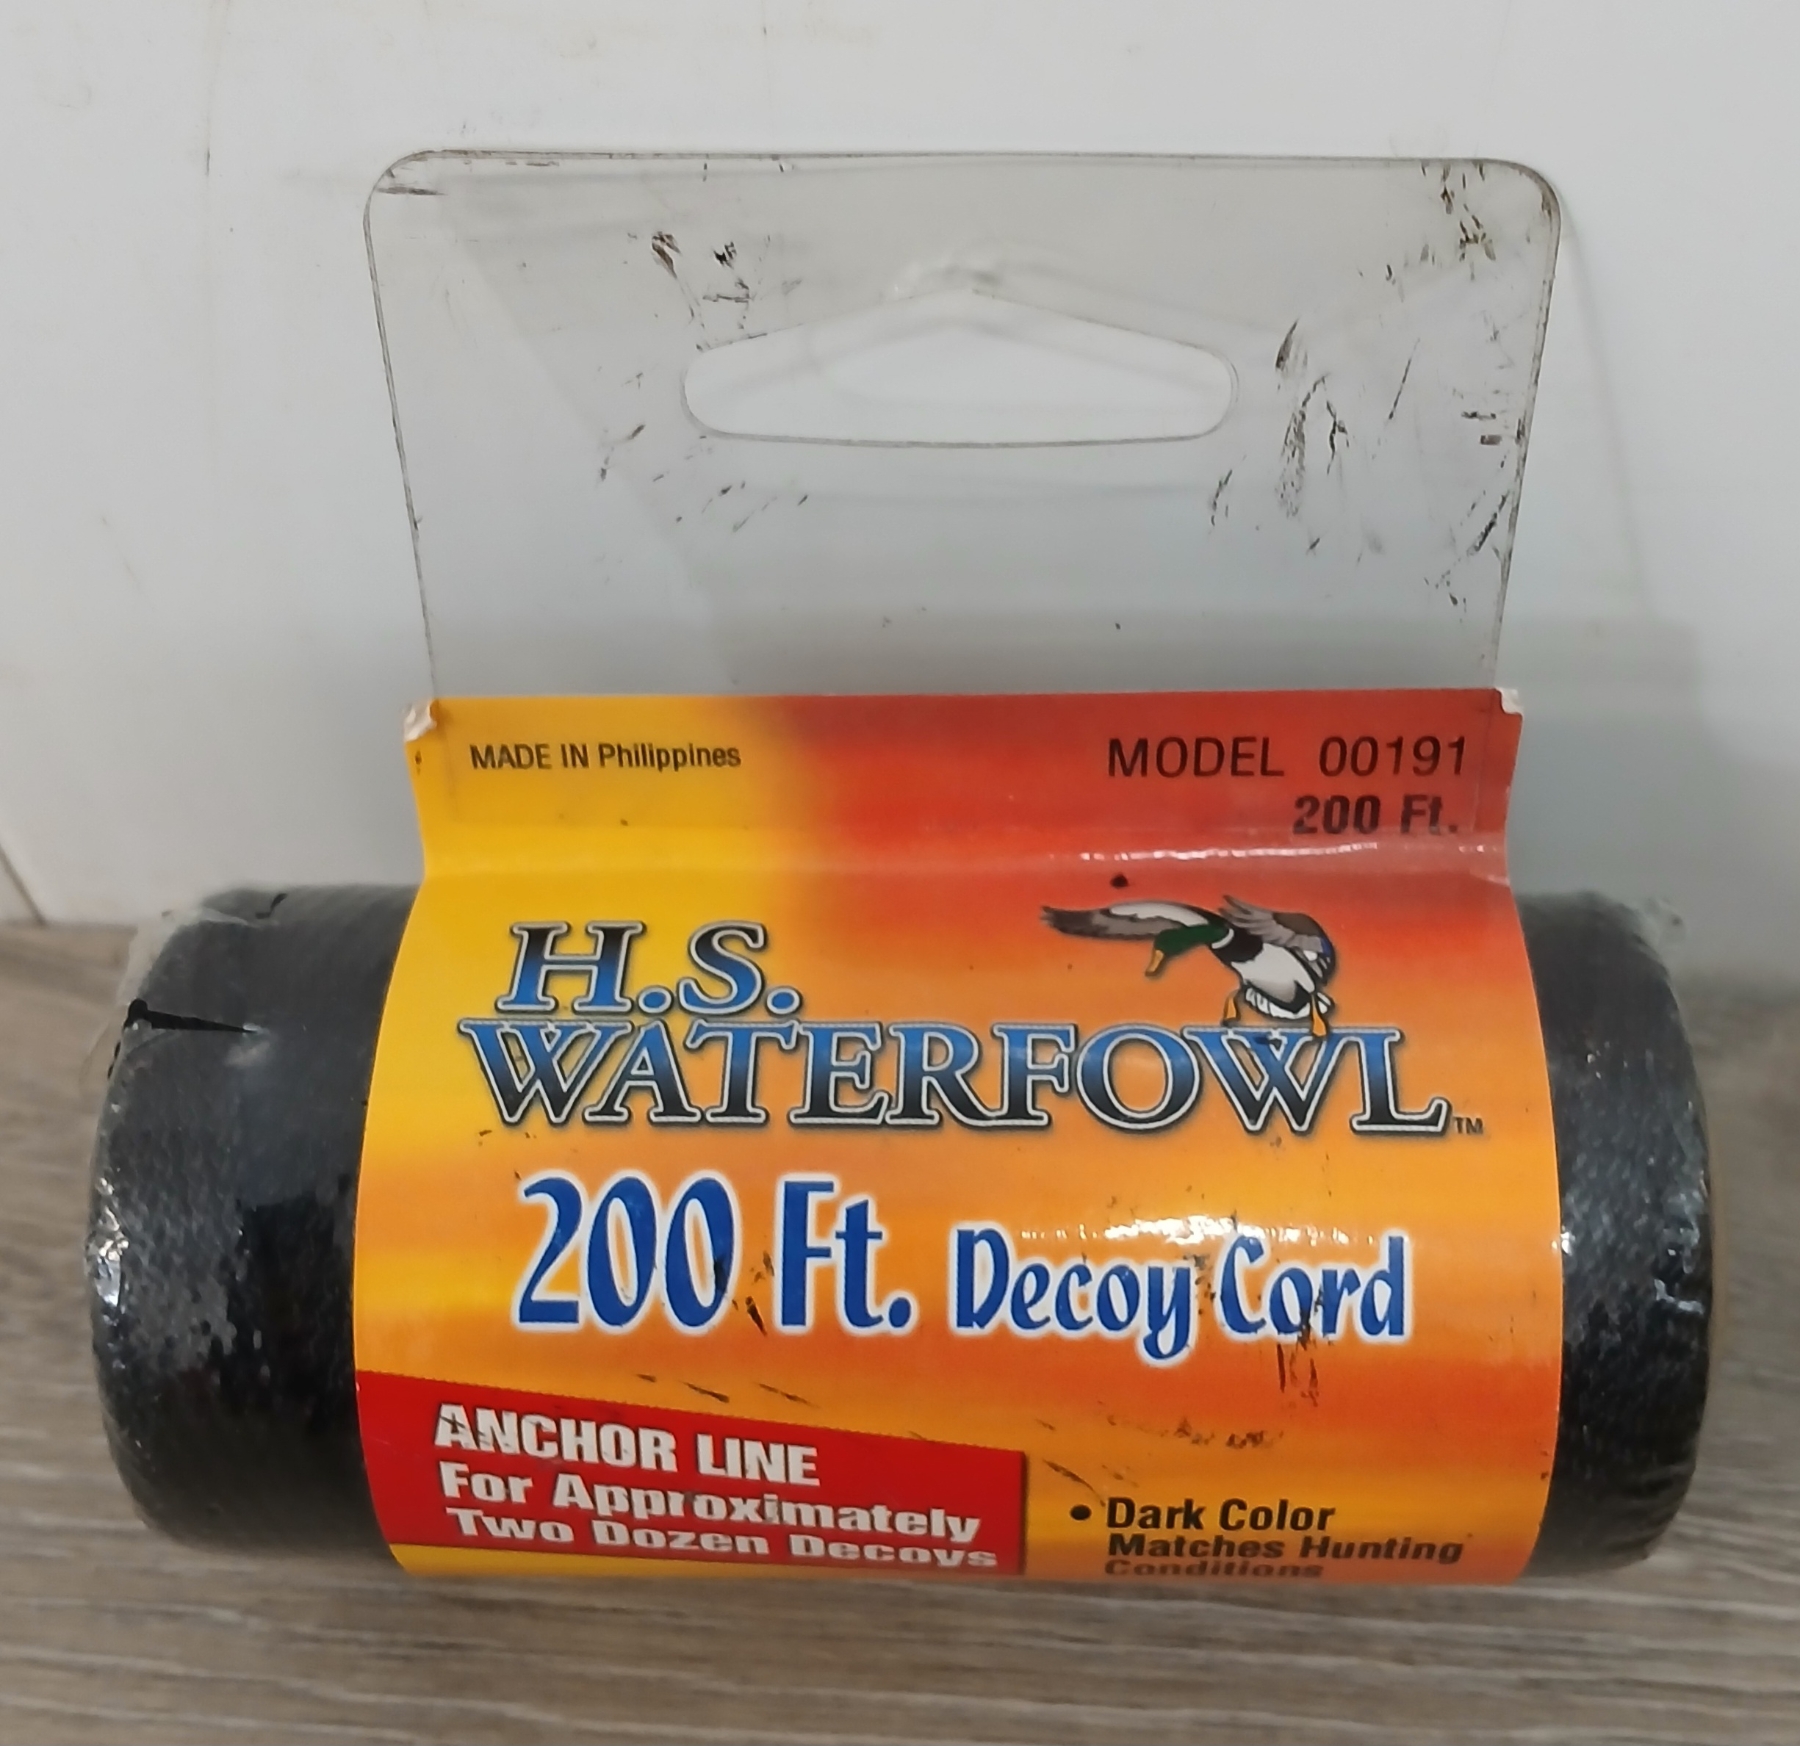 MADE IN Philippines
MODEL 00191
200 Ft.
H.S.
WATERFOWL™
200 Ft. Decoy Cord
ANCHOR LINE
For Approximately
Two Dozen Decoys
• Dark Color
Matches Hunting
Conditions